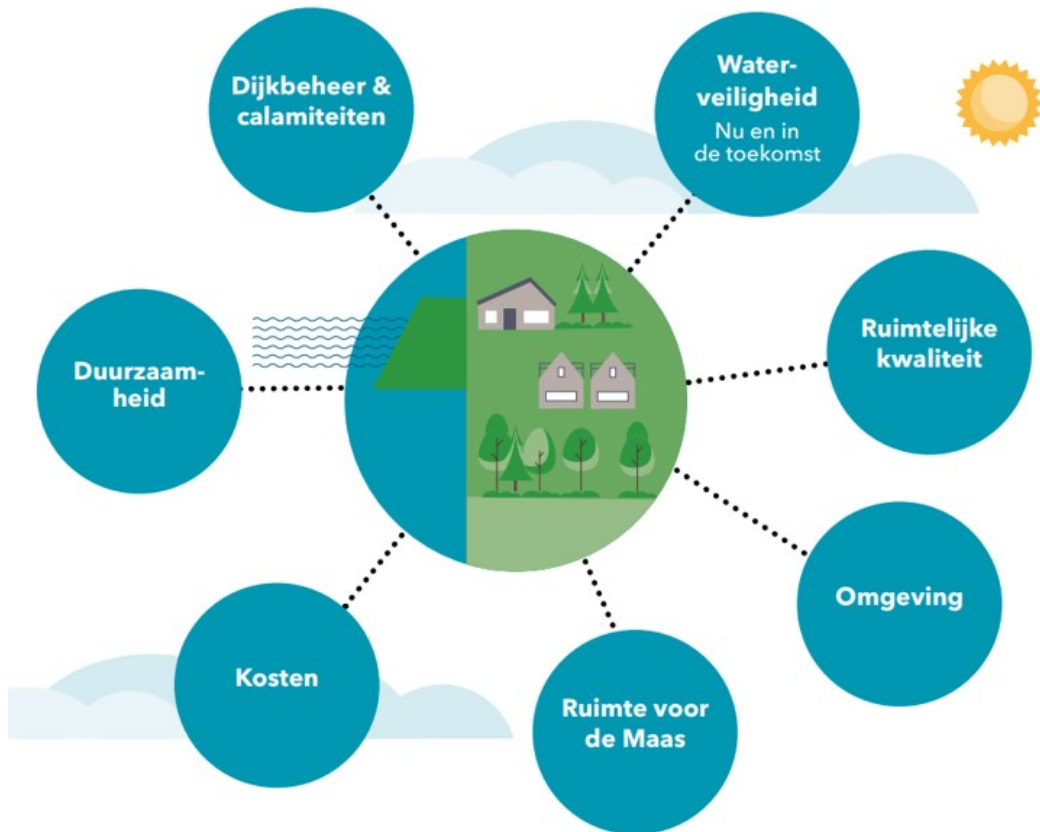 Dijkbeheer &
calamiteiten
Water-
veiligheid
Nu en in
de toekomst
Ruimtelijke
kwaliteit
Duurzaam-
heid
Omgeving
Kosten
Ruimte voor
de Maas